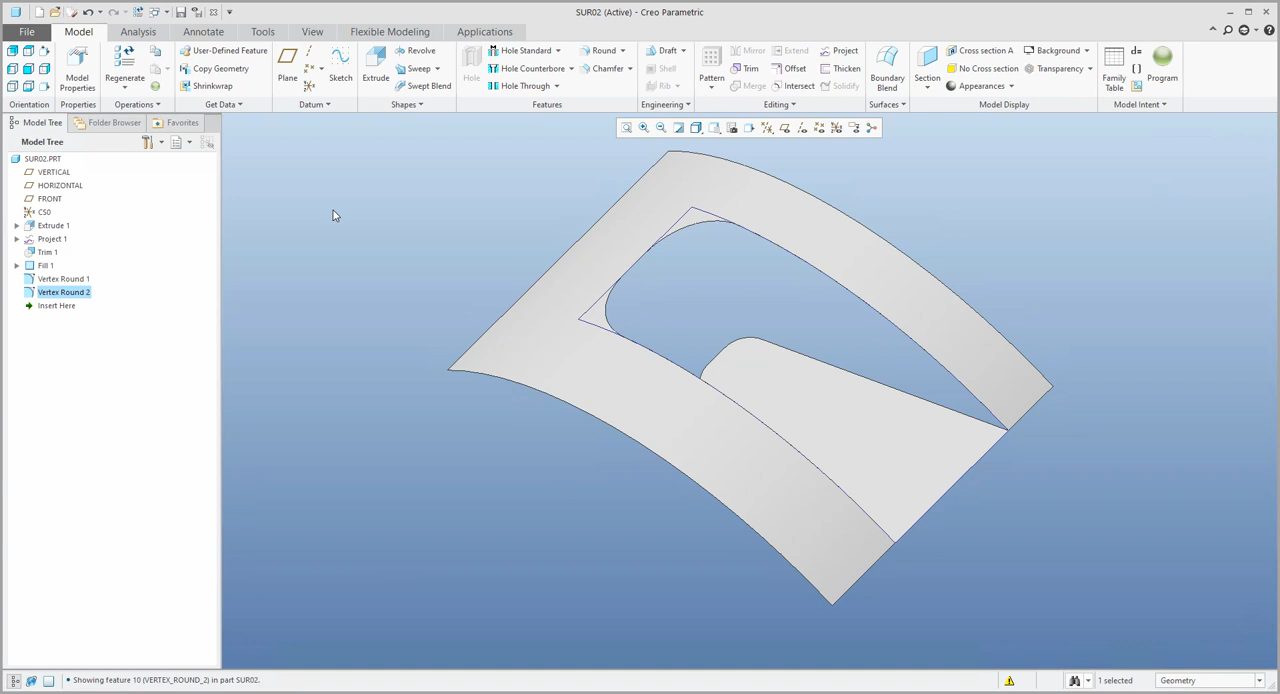 SUR02 (Active) - Creo Parametric
File Model Analysis Annotate Tools View Flexible Modeling Applications
User-Defined Feature Revolve Hole Standard Round Draft Mirror Extend Project Cross section A Background
Copy Geometry Sweep Hole Counterbore Chamfer Shell Trim Offset Thicken No Cross section Transparency
Shrinkwrap Swept Blend Hole Through Rib Merge Intersect Solidify Appearances
Model Properties Regenerate Plane Sketch Extrude Hole Pattern Boundary Blend Section Family Table d= Program
Orientation Properties Operations Get Data Datum Shapes Features Engineering Editing Surfaces Model Display Model Intent
Model Tree Folder Browser Favorites
Model Tree
SUR02.PRT
VERTICAL
HORIZONTAL
FRONT
CS0
Extrude 1
Project 1
Trim 1
Fill 1
Vertex Round 1
Vertex Round 2
Insert Here
• Showing feature 10 (VERTEX_ROUND_2) in part SUR02.
1 selected
Geometry